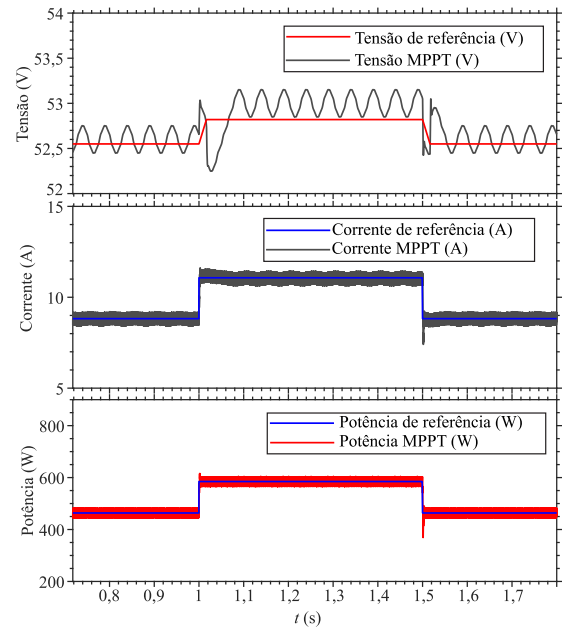 54
53
52,5
52
Tensão (V)
Tensão de referência (V)
Tensão MPPT (V)
15
10
5
Corrente (A)
Corrente de referência (A)
Corrente MPPT (A)
800
600
400
200
Potência (W)
Potência de referência (W)
Potência MPPT (W)
0,8 0,9 1 1,1 1,2 1,3 1,4 1,5 1,6 1,7
t (s)